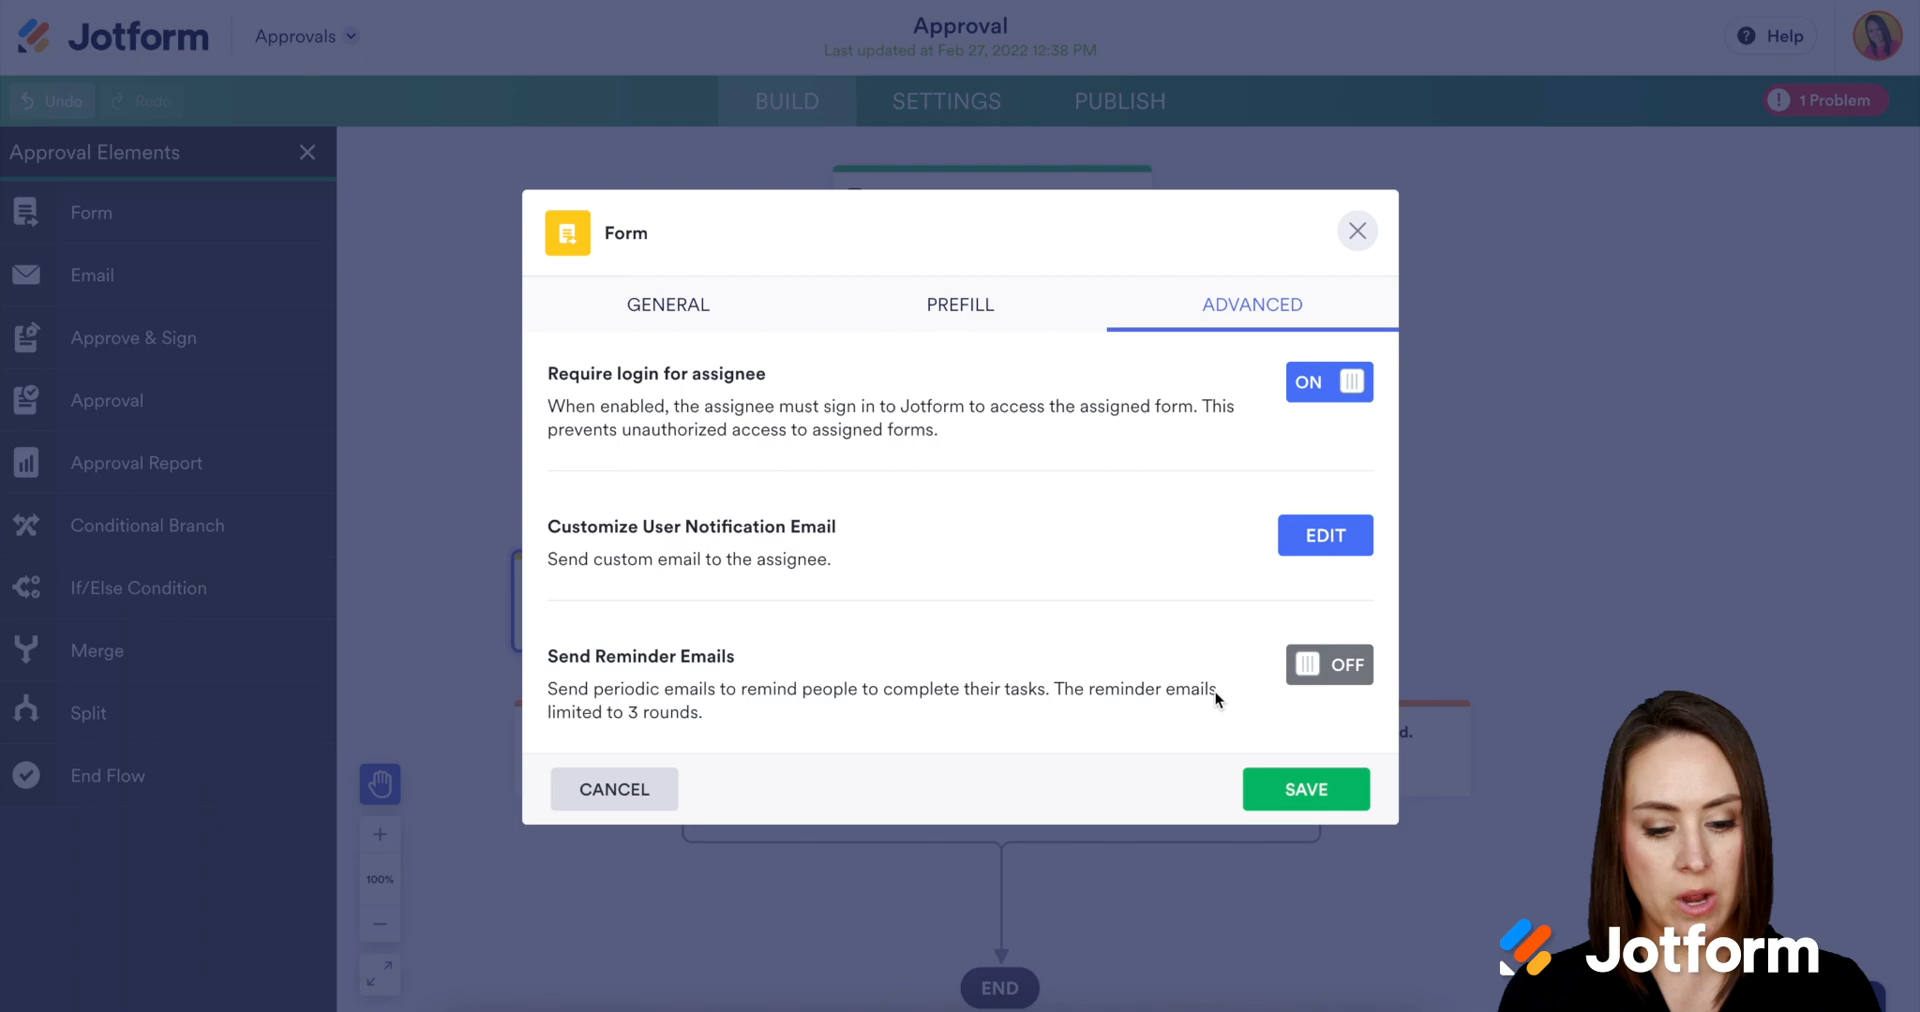 Jotform
Approvals
Approval
Last updated at Feb 27, 2022 12:38 PM
? Help
Undo
Redo
BUILD
SETTINGS
PUBLISH
! 1 Problem
Approval Elements
Form
Email
Approve & Sign
Approval
Approval Report
Conditional Branch
If/Else Condition
Merge
Split
End Flow
Form
GENERAL
PREFILL
ADVANCED
Require login for assignee
ON
When enabled, the assignee must sign in to Jotform to access the assigned form. This
prevents unauthorized access to assigned forms.
Customize User Notification Email
EDIT
Send custom email to the assignee.
Send Reminder Emails
OFF
Send periodic emails to remind people to complete their tasks. The reminder emails
limited to 3 rounds.
d.
CANCEL
SAVE
100%
END
Jotform